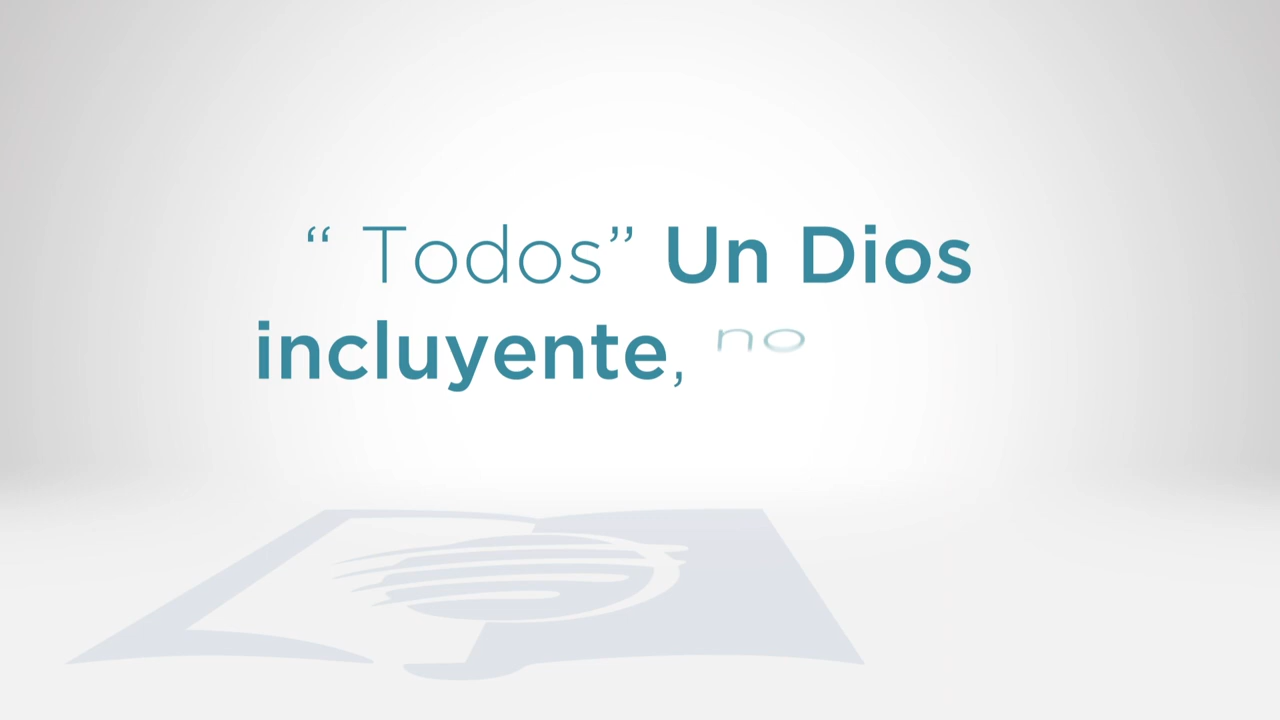 “ Todos” Un Dios
incluyente, no